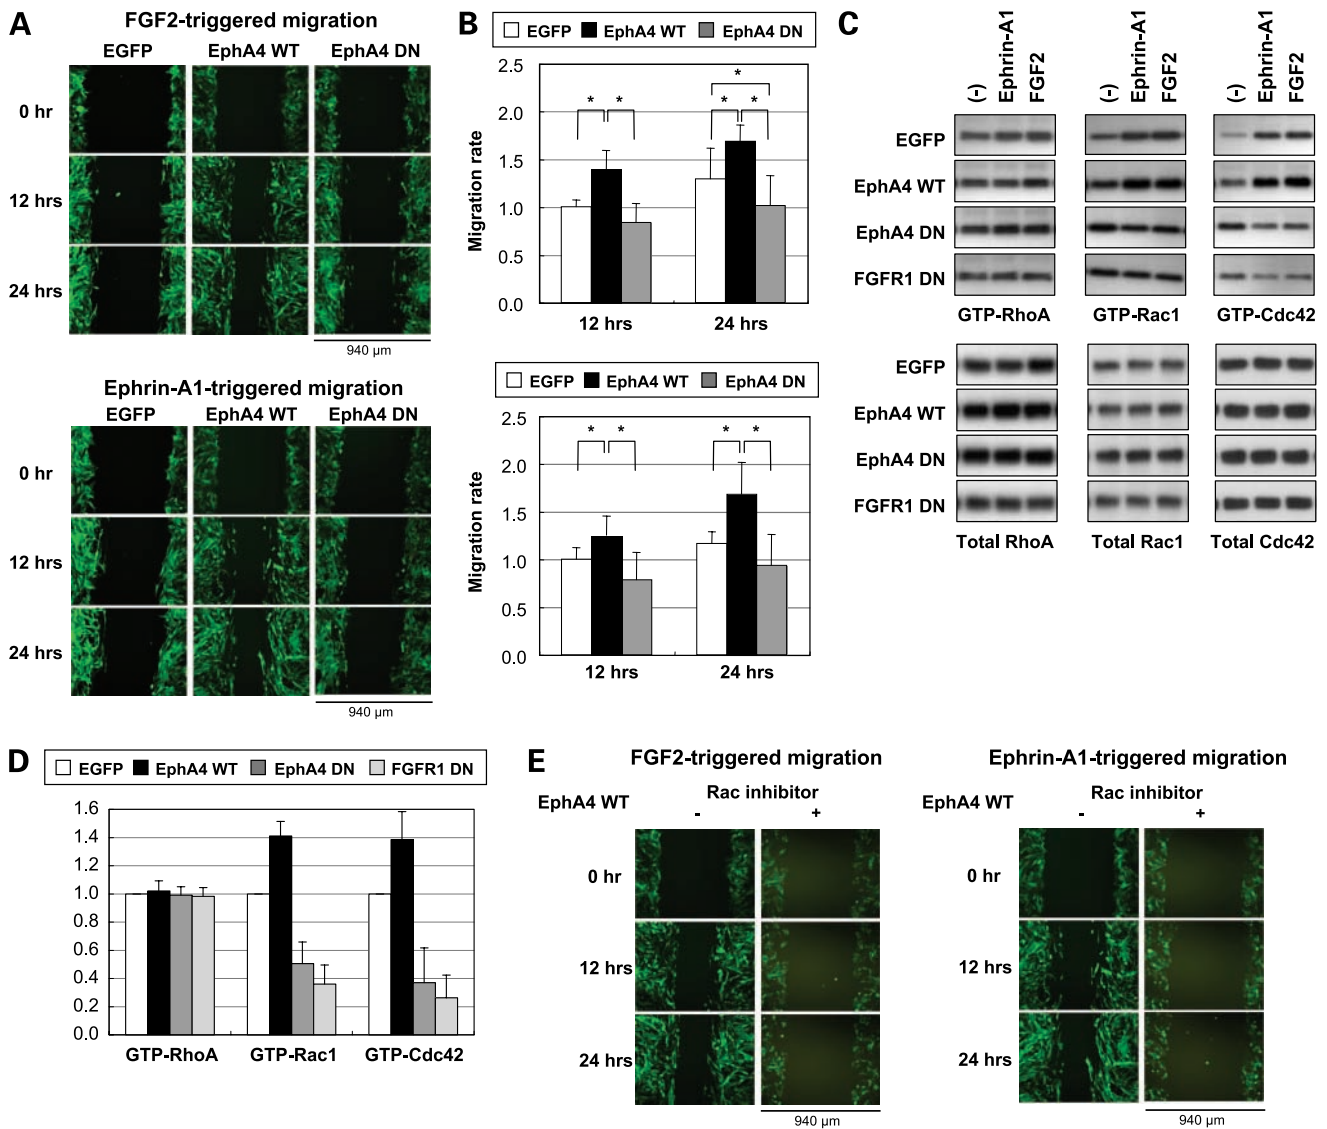 A
FGF2-triggered migration
EGFP EphA4 WT EphA4 DN
0 hr
12 hrs
24 hrs
940 µm
Ephrin-A1-triggered migration
EGFP EphA4 WT EphA4 DN
0 hr
12 hrs
24 hrs
940 µm
B
EGFP EphA4 WT EphA4 DN
Migration rate
2.5
2.0
1.5
1.0
0.5
0.0
* * * * *
12 hrs 24 hrs
EGFP EphA4 WT EphA4 DN
Migration rate
2.5
2.0
1.5
1.0
0.5
0.0
* * * *
12 hrs 24 hrs
C
(-) Ephrin-A1 FGF2 (-) Ephrin-A1 FGF2 (-) Ephrin-A1 FGF2
EGFP
EphA4 WT
EphA4 DN
FGFR1 DN
GTP-RhoA GTP-Rac1 GTP-Cdc42
EGFP
EphA4 WT
EphA4 DN
FGFR1 DN
Total RhoA Total Rac1 Total Cdc42
D
EGFP EphA4 WT EphA4 DN FGFR1 DN
1.6
1.4
1.2
1.0
0.8
0.6
0.4
0.2
0.0
GTP-RhoA GTP-Rac1 GTP-Cdc42
E
FGF2-triggered migration
Rac inhibitor
EphA4 WT - +
0 hr
12 hrs
24 hrs
940 µm
Ephrin-A1-triggered migration
Rac inhibitor
EphA4 WT - +
0 hr
12 hrs
24 hrs
940 µm